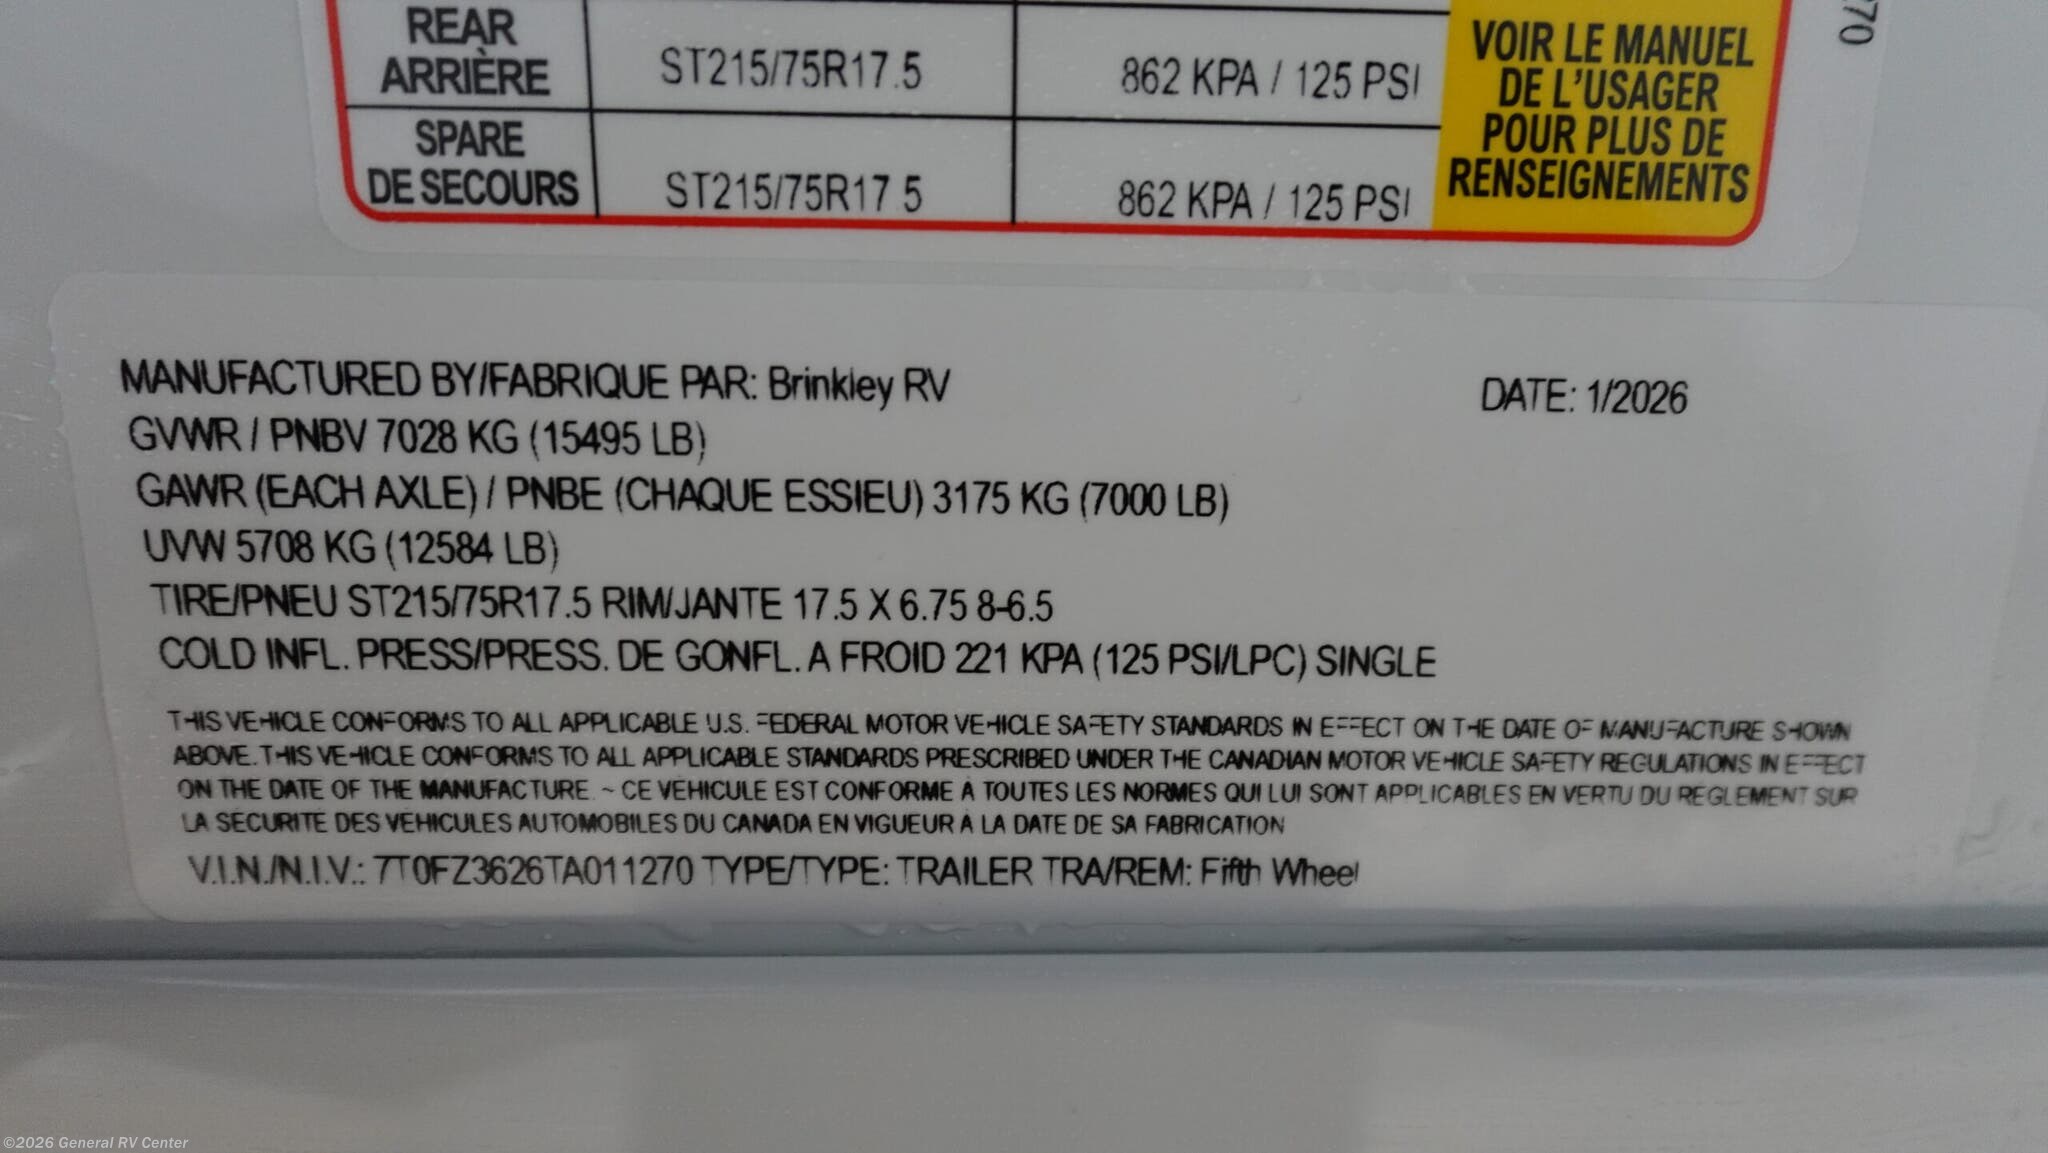 REAR
ARRIÈRE
ST215/75R17.5
862 KPA / 125 PSI
SPARE
DE SECOURS
ST215/75R17 5
862 KPA / 125 PSI
VOIR LE MANUEL
DE L'USAGER
POUR PLUS DE
RENSEIGNEMENTS
270
MANUFACTURED BY/FABRIQUE PAR: Brinkley RV
DATE: 1/2026
GVWR / PNBV 7028 KG (15495 LB)
GAWR (EACH AXLE) / PNBE (CHAQUE ESSIEU) 3175 KG (7000 LB)
UVW 5708 KG (12584 LB)
TIRE/PNEU ST215/75R17.5 RIM/JANTE 17.5 X 6.75 8-6.5
COLD INFL. PRESS/PRESS. DE GONFL. A FROID 221 KPA (125 PSI/LPC) SINGLE
THIS VEHICLE CONFORMS TO ALL APPLICABLE U.S. FEDERAL MOTOR VEHICLE SAFETY STANDARDS IN EFFECT ON THE DATE OF MANUFACTURE SHOWN
ABOVE. THIS VEHICLE CONFORMS TO ALL APPLICABLE STANDARDS PRESCRIBED UNDER THE CANADIAN MOTOR VEHICLE SAFETY REGULATIONS IN EFFECT
ON THE DATE OF THE MANUFACTURE. ~ CE VÉHICULE EST CONFORME À TOUTES LES NORMES QUI LUI SONT APPLICABLES EN VERTU DU RÈGLEMENT SUR
LA SÉCURITÉ DES VÉHICULES AUTOMOBILES DU CANADA EN VIGUEUR À LA DATE DE SA FABRICATION
V.I.N./N.I.V.: 7T0FZ3626TA011270 TYPE/TYPE: TRAILER TRA/REM: Fifth Wheel
©2026 General RV Center